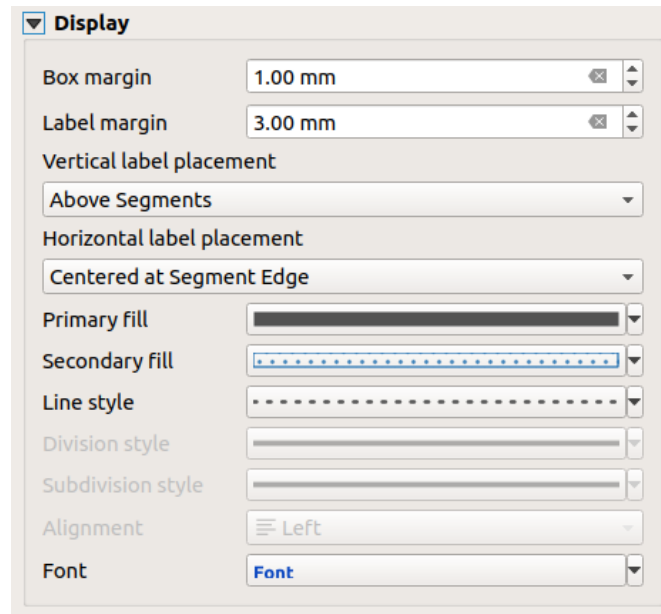 Display
Box margin 1.00 mm
Label margin 3.00 mm
Vertical label placement
Above Segments
Horizontal label placement
Centered at Segment Edge
Primary fill
Secondary fill
Line style
Division style
Subdivision style
Alignment Left
Font Font